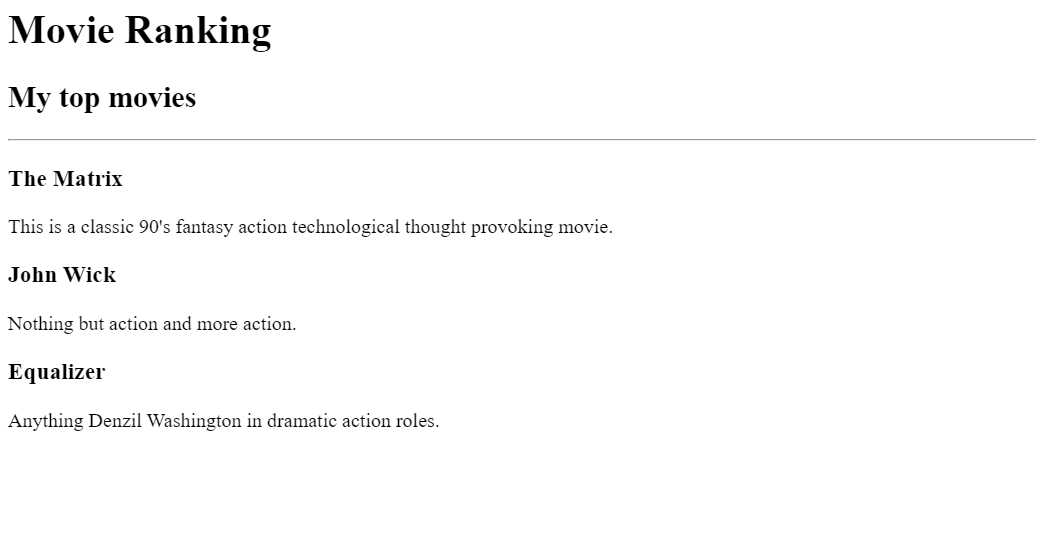 Movie Ranking
My top movies
The Matrix
This is a classic 90's fantasy action technological thought provoking movie.
John Wick
Nothing but action and more action.
Equalizer
Anything Denzil Washington in dramatic action roles.